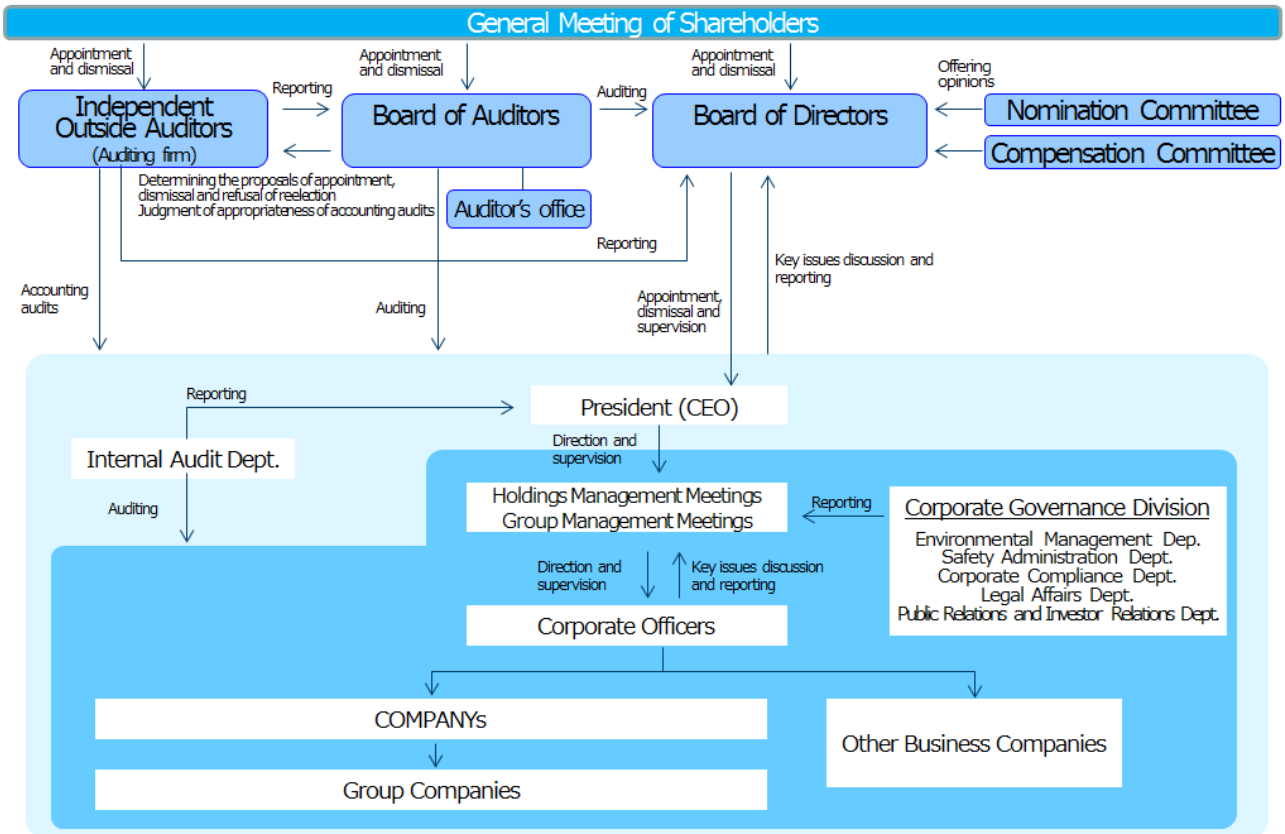 General Meeting of Shareholders
Appointment
and dismissal
Appointment
and dismissal
Appointment
and dismissal
Offering
opinions
Independent
Outside Auditors
(Auditing firm)
Reporting
Board of Auditors
Auditing
Board of Directors
Nomination Committee
Compensation Committee
Determining the proposals of appointment,
dismissal and refusal of reelection
Judgment of appropriateness of accounting audits
Auditor's office
Reporting
Key issues discussion and
reporting
Accounting
audits
Auditing
Appointment,
dismissal and
supervision
Reporting
President (CEO)
Internal Audit Dept.
Direction and
supervision
Auditing
Holdings Management Meetings
Group Management Meetings
Reporting
Corporate Governance Division
Environmental Management Dep.
Safety Administration Dept.
Corporate Compliance Dept.
Legal Affairs Dept.
Public Relations and Investor Relations Dept.
Direction and
supervision
Key issues discussion
and reporting
Corporate Officers
COMPANYs
Other Business Companies
Group Companies